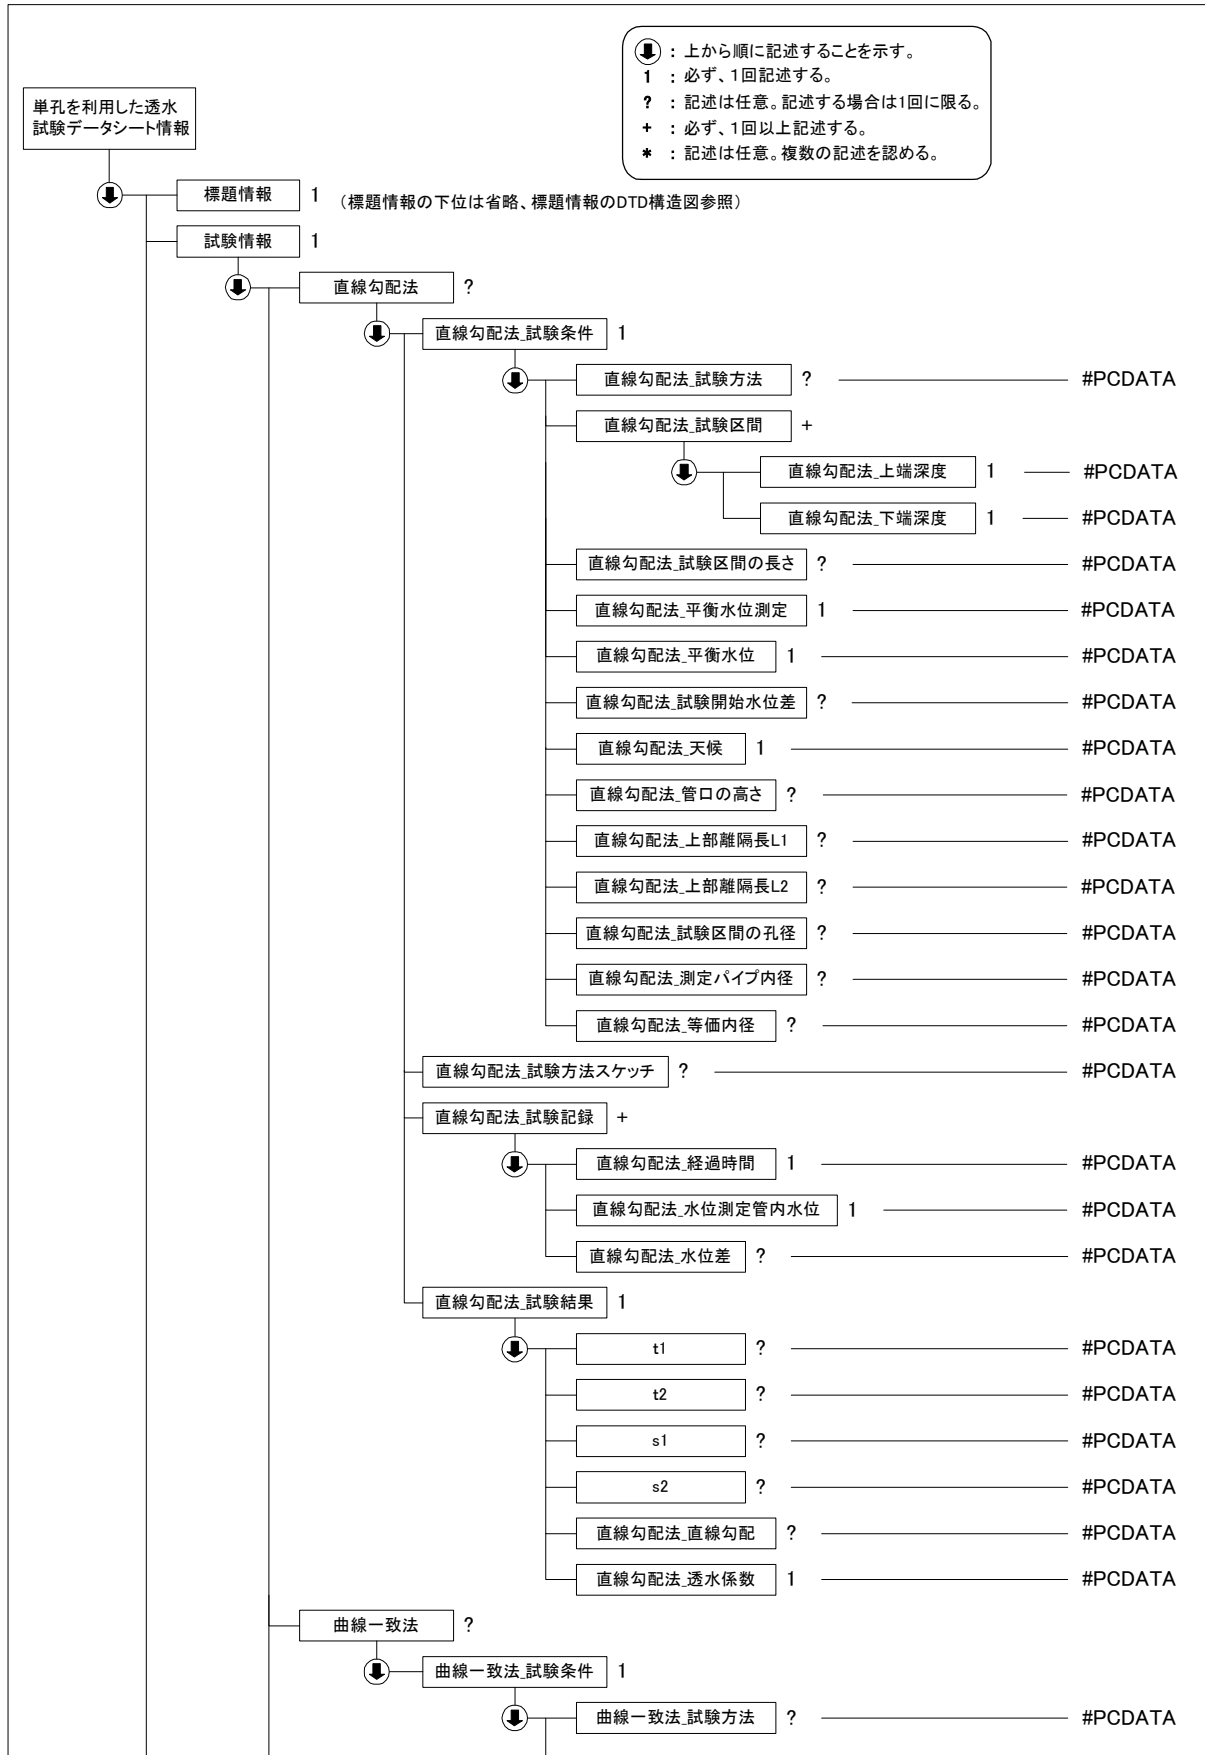 : 上から順に記述することを示す。
1 : 必ず、1回記述する。
? : 記述は任意。記述する場合は1回に限る。
+ : 必ず、1回以上記述する。
* : 記述は任意。複数の記述を認める。
単孔を利用した透水
試験データシート情報
標題情報 1 (標題情報の下位は省略、標題情報のDTD構造図参照)
試験情報 1
直線勾配法 ?
直線勾配法_試験条件 1
直線勾配法_試験方法 ? #PCDATA
直線勾配法_試験区間 +
直線勾配法_上端深度 1 #PCDATA
直線勾配法_下端深度 1 #PCDATA
直線勾配法_試験区間の長さ ? #PCDATA
直線勾配法_平衡水位測定 1 #PCDATA
直線勾配法_平衡水位 1 #PCDATA
直線勾配法_試験開始水位差 ? #PCDATA
直線勾配法_天候 1 #PCDATA
直線勾配法_管口の高さ ? #PCDATA
直線勾配法_上部離隔長L1 ? #PCDATA
直線勾配法_上部離隔長L2 ? #PCDATA
直線勾配法_試験区間の孔径 ? #PCDATA
直線勾配法_測定パイプ内径 ? #PCDATA
直線勾配法_等価内径 ? #PCDATA
直線勾配法_試験方法スケッチ ? #PCDATA
直線勾配法_試験記録 +
直線勾配法_経過時間 1 #PCDATA
直線勾配法_水位測定管内水位 1 #PCDATA
直線勾配法_水位差 ? #PCDATA
直線勾配法_試験結果 1
t1 ? #PCDATA
t2 ? #PCDATA
s1 ? #PCDATA
s2 ? #PCDATA
直線勾配法_直線勾配 ? #PCDATA
直線勾配法_透水係数 1 #PCDATA
曲線一致法 ?
曲線一致法_試験条件 1
曲線一致法_試験方法 ? #PCDATA